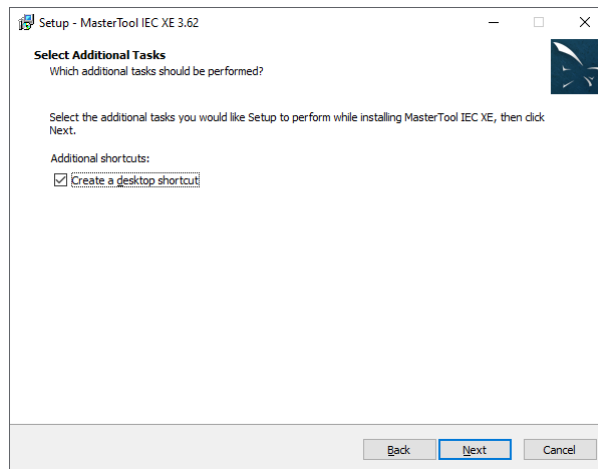 Setup - MasterTool IEC XE 3.62
Select Additional Tasks
Which additional tasks should be performed?
Select the additional tasks you would like Setup to perform while installing MasterTool IEC XE, then click
Next.
Additional shortcuts:
Create a desktop shortcut
Back Next Cancel